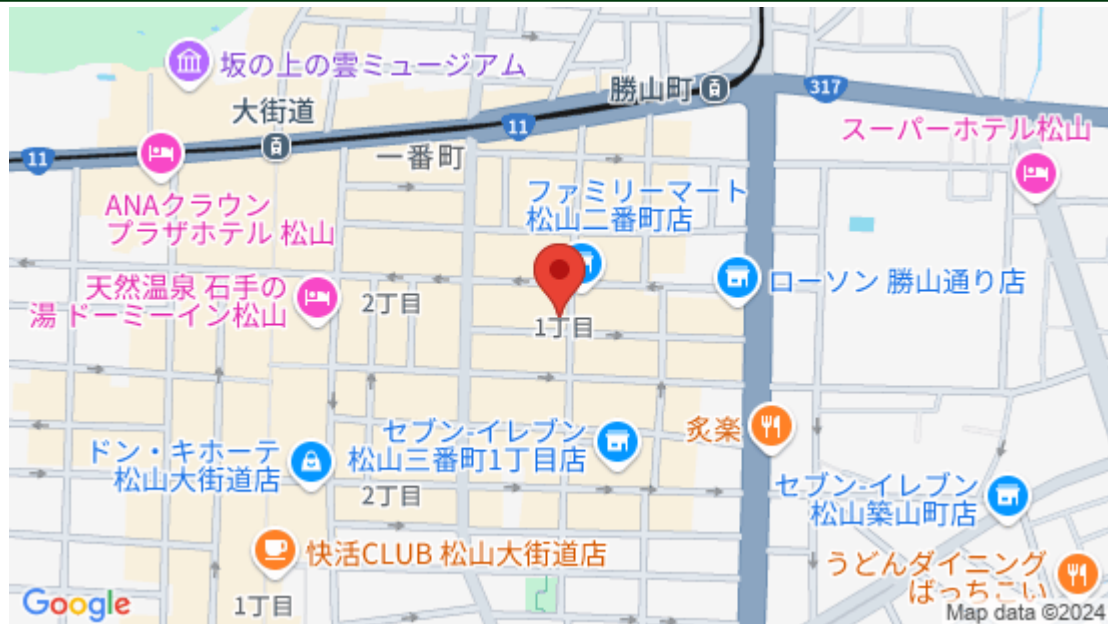 坂の上の雲ミュージアム
勝山町
317
大街道
11
スーパーホテル松山
11
一番町
ファミリーマート
松山二番町店
ANAクラウン
プラザホテル 松山
ローソン 勝山通り店
天然温泉 石手の
湯 ドーミーイン松山
2丁目
1丁目
セブン-イレブン
松山三番町1丁目店
炙楽
ドン・キホーテ
松山大街道店
2丁目
セブン-イレブン
松山築山町店
快活CLUB 松山大街道店
うどんダイニング
ばっちこい
Google
1丁目
Map data ©2024